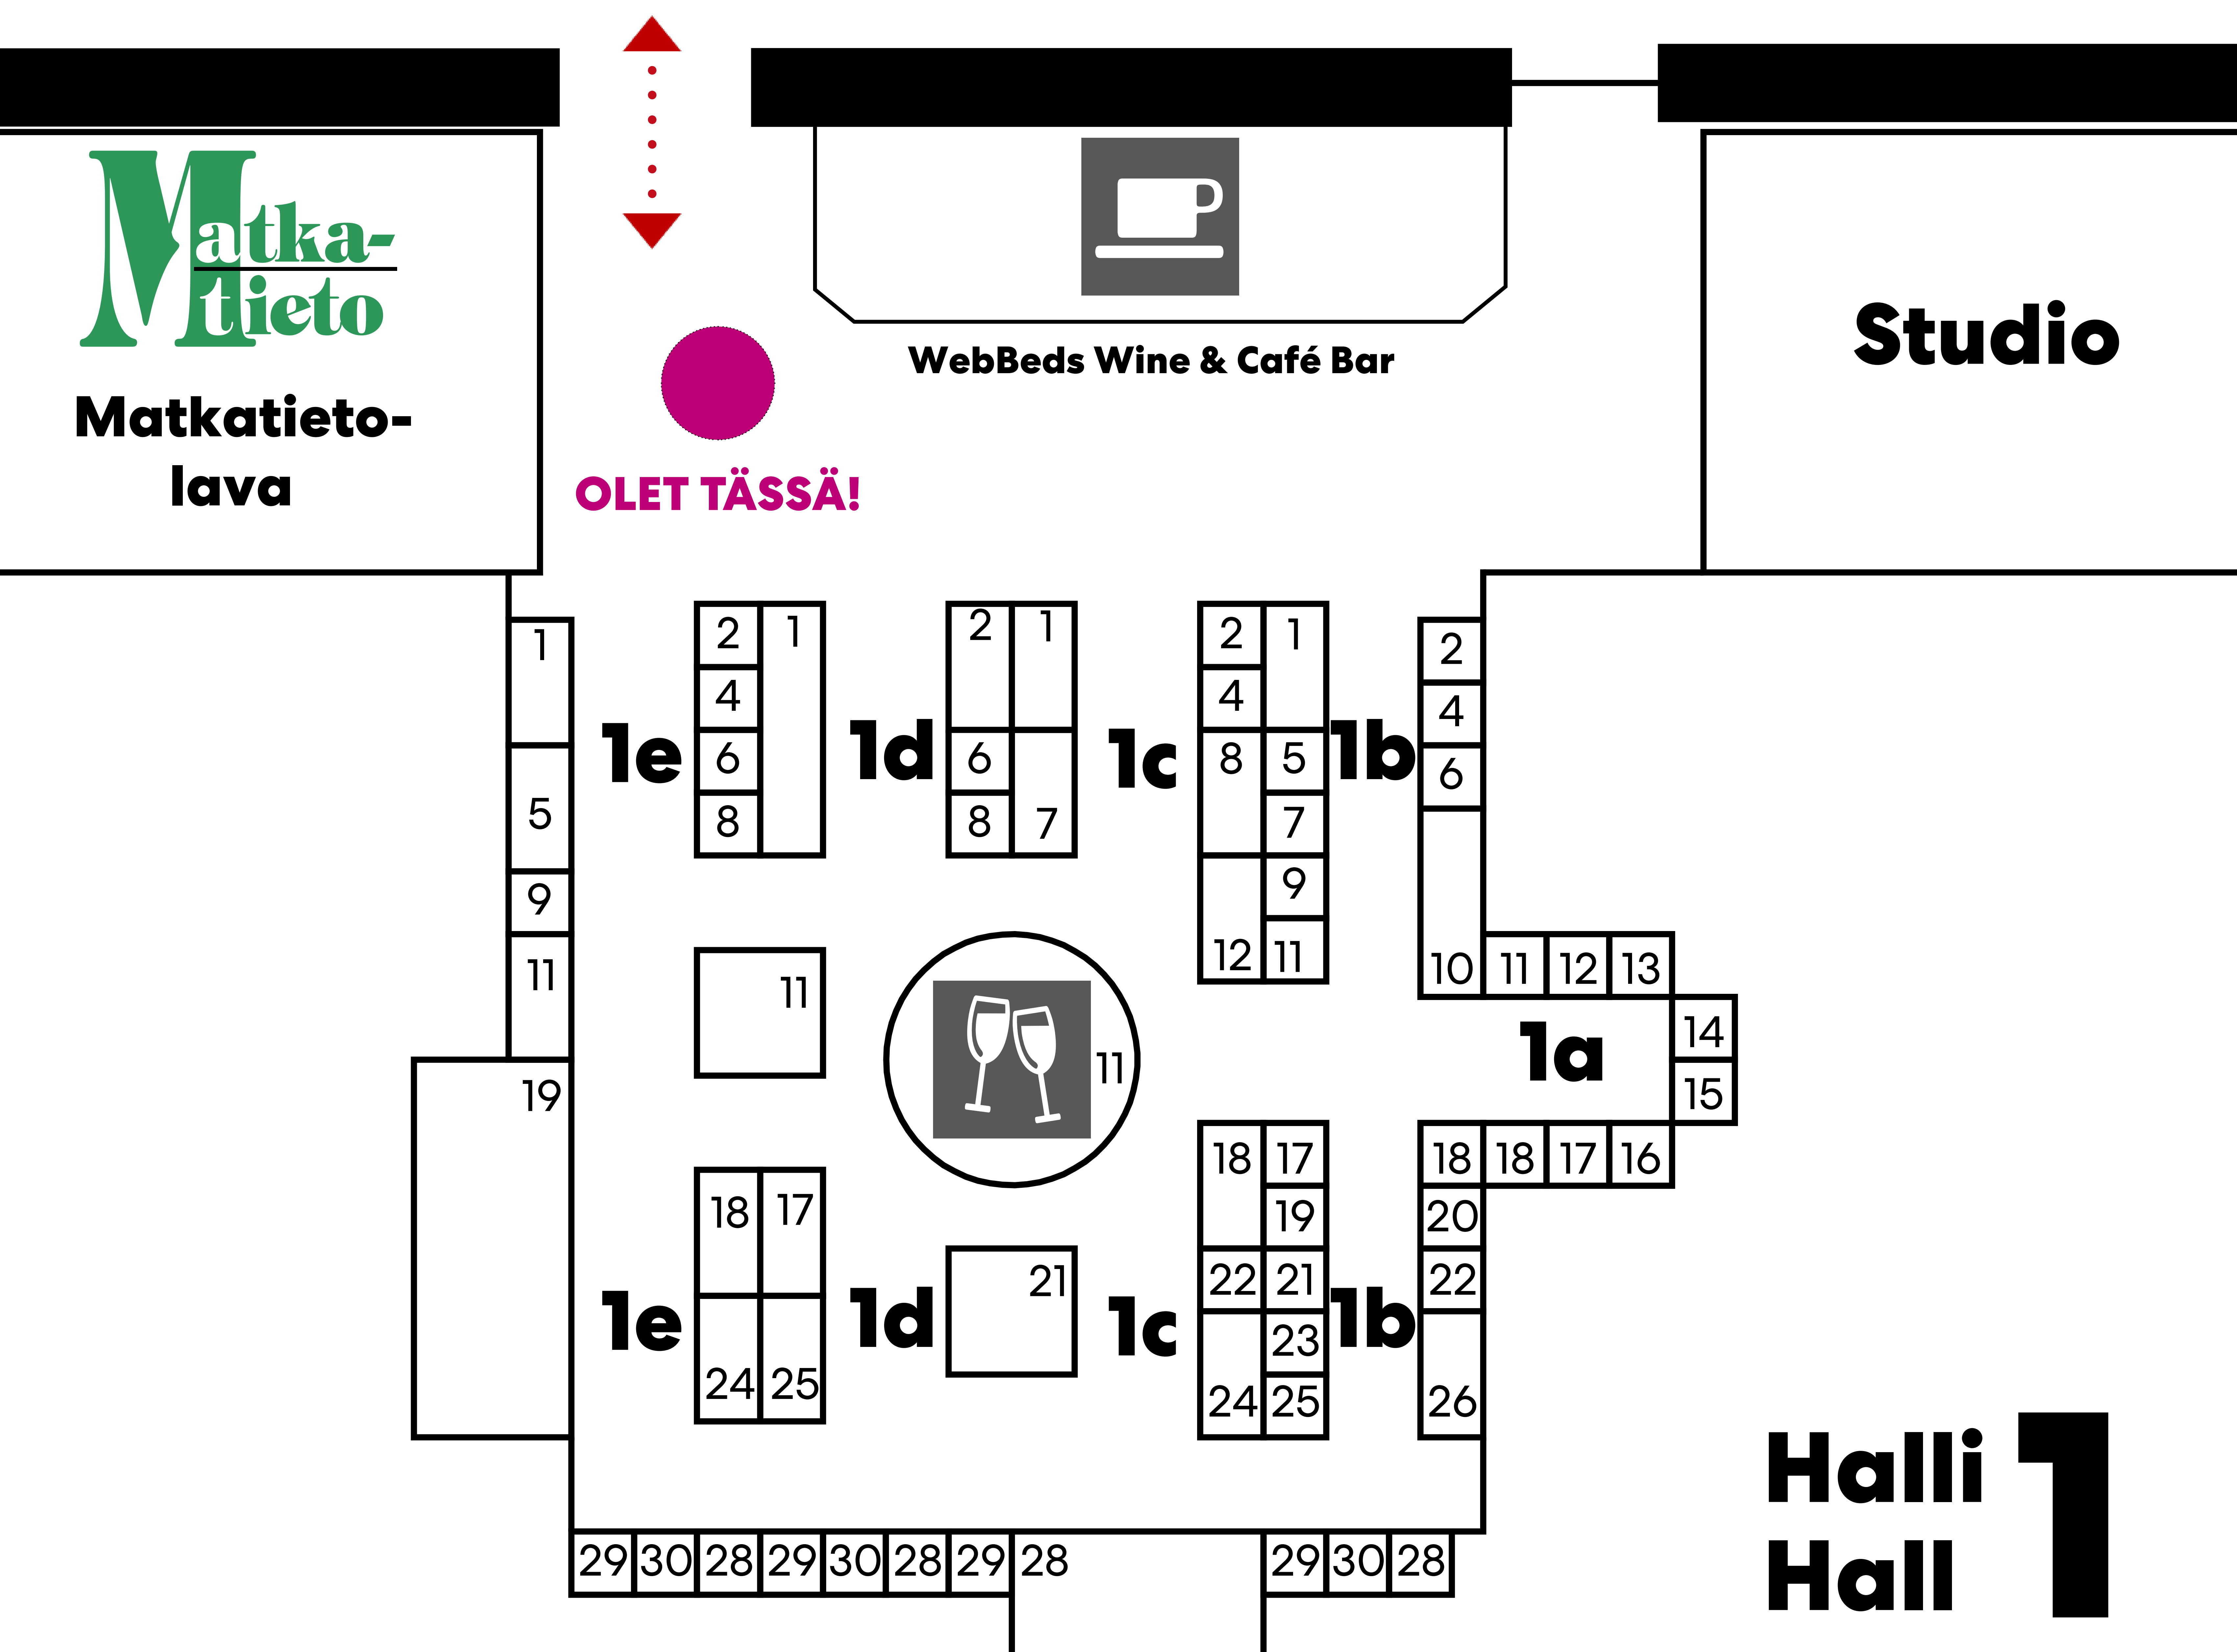 Matka-
tieto
Matkatieto-
lava
OLET TÄSSÄ!
WebBeds Wine & Café Bar
Studio
1
5
9
11
19
1e
2 1
4
6
8
1d
2 1
6
8 7
1c
2 1
4
8 5
7
9
12 11
1b
2
4
6
10 11 12 13
14
15
1a
18 18 17 16
20
22
26
11
11
18 17
24 25
1e
1d
21
1c
18 17
19
22 21
23
24 25
1b
29 30 28 29 30 28 29 28 29 30 28
Halli
Hall
1